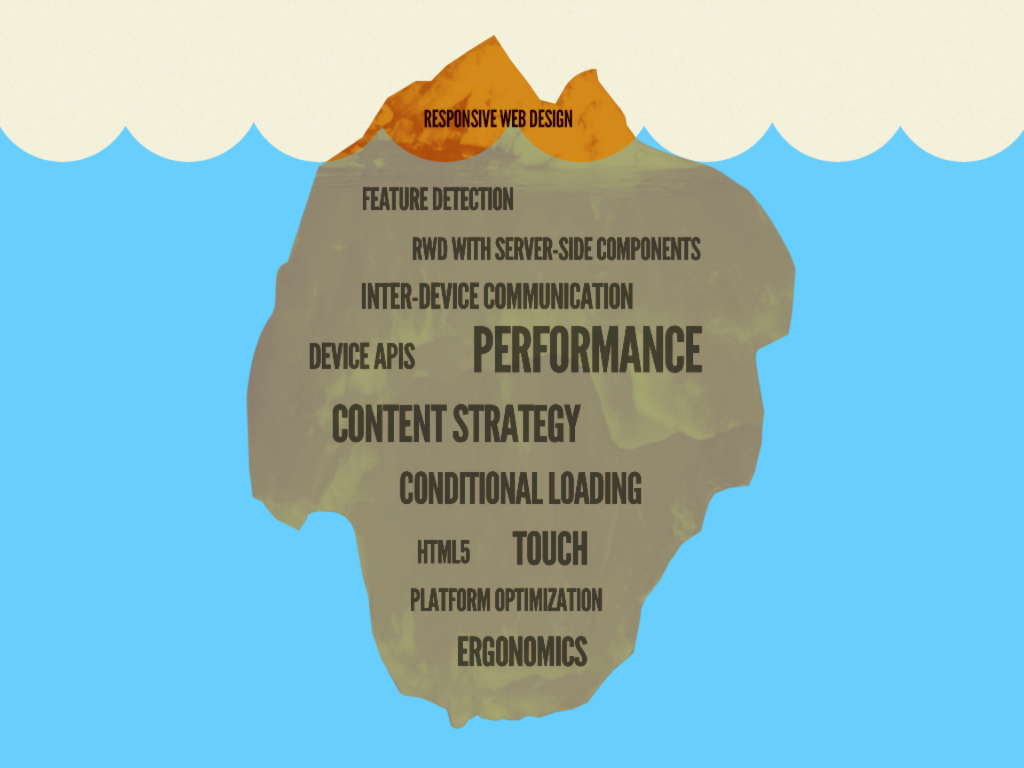 RESPONSIVE WEB DESIGN
FEATURE DETECTION
RWD WITH SERVER-SIDE COMPONENTS
INTER-DEVICE COMMUNICATION
DEVICE APIS
PERFORMANCE
CONTENT STRATEGY
CONDITIONAL LOADING
HTML5
TOUCH
PLATFORM OPTIMIZATION
ERGONOMICS